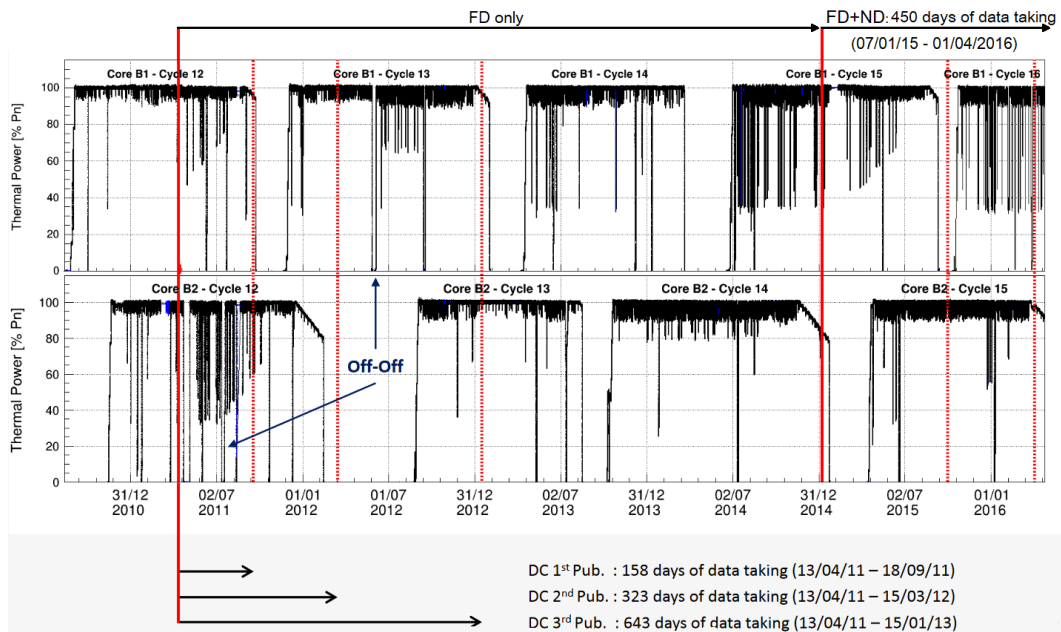 FD only
FD+ND: 450 days of data taking
(07/01/15 - 01/04/2016)
Core B1 - Cycle 12
Core B1 - Cycle 13
Core B1 - Cycle 14
Core B1 - Cycle 15
Core B1 - Cycle 16
Thermal Power [% Pn]
100
80
60
40
20
0
Core B2 - Cycle 12
Core B2 - Cycle 13
Core B2 - Cycle 14
Core B2 - Cycle 15
Thermal Power [% Pn]
100
80
60
40
20
0
Off-Off
31/12 02/07 01/01 01/07 31/12 02/07 31/12 02/07 31/12 02/07 01/01
2010 2011 2012 2012 2012 2013 2013 2014 2014 2015 2016
DC 1st Pub. : 158 days of data taking (13/04/11 – 18/09/11)
DC 2nd Pub. : 323 days of data taking (13/04/11 – 15/03/12)
DC 3rd Pub. : 643 days of data taking (13/04/11 – 15/01/13)